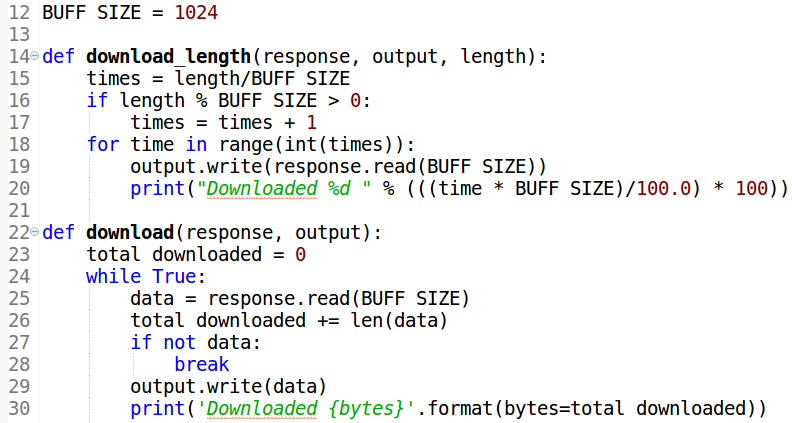 12 BUFF SIZE = 1024
13
14 def download_length(response, output, length):
15     times = length/BUFF SIZE
16     if length % BUFF SIZE > 0:
17         times = times + 1
18     for time in range(int(times)):
19         output.write(response.read(BUFF SIZE))
20         print("Downloaded %d " % (((time * BUFF SIZE)/100.0) * 100))
21
22 def download(response, output):
23     total downloaded = 0
24     while True:
25         data = response.read(BUFF SIZE)
26         total downloaded += len(data)
27         if not data:
28             break
29         output.write(data)
30         print('Downloaded {bytes}'.format(bytes=total downloaded))